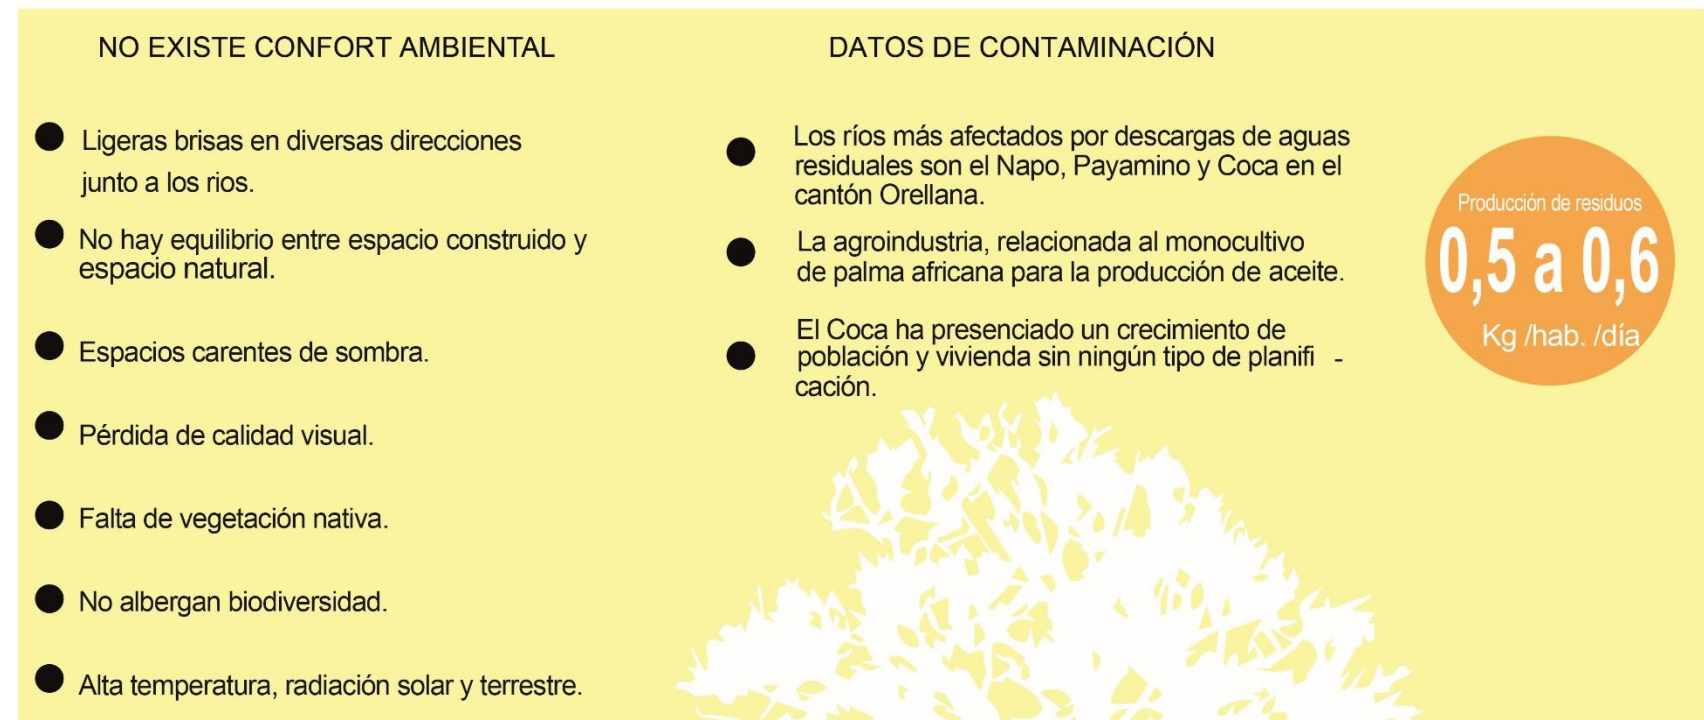 NO EXISTE CONFORT AMBIENTAL
Ligeras brisas en diversas direcciones
junto a los rios.
No hay equilibrio entre espacio construido y
espacio natural.
Espacios carentes de sombra.
Pérdida de calidad visual.
Falta de vegetación nativa.
No albergan biodiversidad.
Alta temperatura, radiación solar y terrestre.
DATOS DE CONTAMINACIÓN
Los ríos más afectados por descargas de aguas
residuales son el Napo, Payamino y Coca en el
cantón Orellana.
La agroindustria, relacionada al monocultivo
de palma africana para la producción de aceite.
El Coca ha presenciado un crecimiento de
población y vivienda sin ningún tipo de planifi -
cación.
Producción de residuos
0,5 a 0,6
Kg /hab. /día